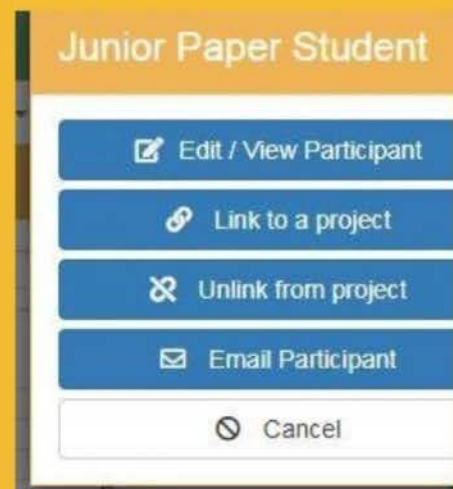 Junior Paper Student
Edit / View Participant
Link to a project
Unlink from project
Email Participant
Cancel